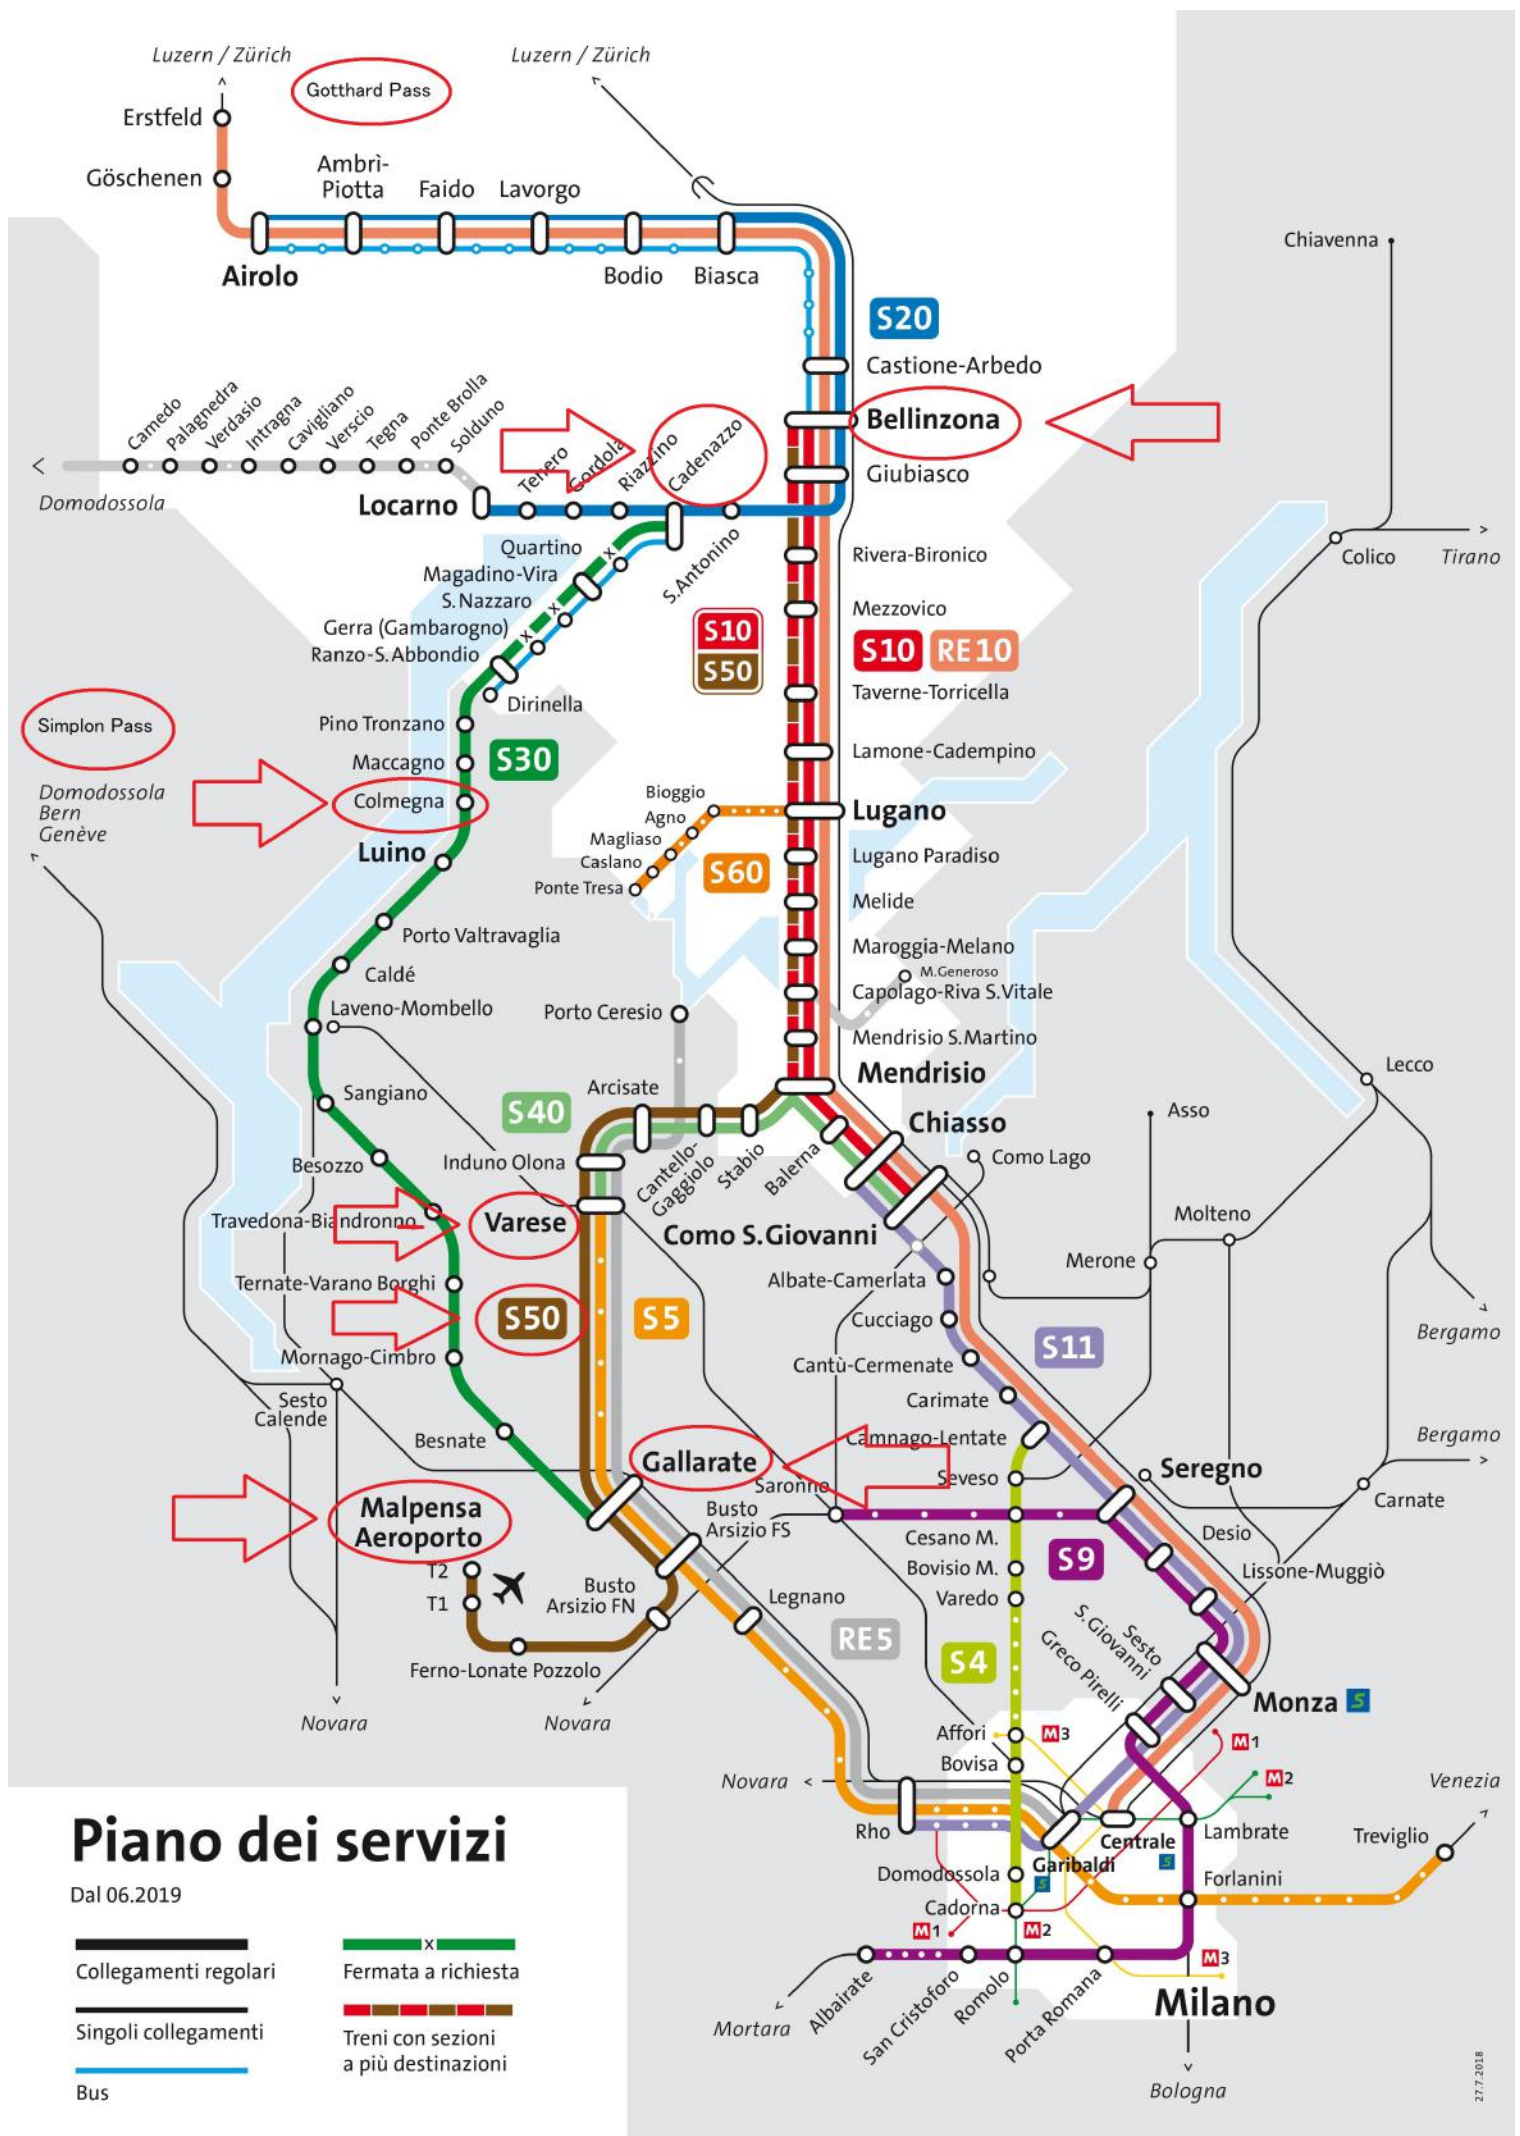 Luzern / Zürich
Luzern / Zürich
Gotthard Pass
Erstfeld
Göschenen
Ambrì-
Piotta
Faido
Lavorgo
Airolo
Bodio
Biasca
Chiavenna
S20
Castione-Arbedo
Bellinzona
Giubiasco
Camedo
Palagnedra
Verdasio
Intragna
Cavigliano
Verscio
Tegna
Ponte Brolla
Solduno
Domodossola
Locarno
Tenero
Gordola
Riazzino
Cadenazzo
S.Antonino
Colico
Tirano
Quartino
Magadino-Vira
S.Nazzaro
Gerra (Gambarogno)
Ranzo-S.Abbondio
Dirinella
x
x
x
Rivera-Bironico
Mezzovico
S10
S50
S10
RE10
Taverne-Torricella
Lamone-Cadempino
Simplon Pass
Domodossola
Bern
Genève
Pino Tronzano
Maccagno
Colmegna
Luino
S30
Bioggio
Agno
Magliaso
Caslano
Ponte Tresa
S60
Lugano
Lugano Paradiso
Melide
Maroggia-Melano
M.Generoso
Capolago-Riva S.Vitale
Mendrisio S.Martino
Mendrisio
Porto Valtravaglia
Caldé
Laveno-Mombello
Sangiano
Besozzo
Travedona-Biandronno
Ternate-Varano Borghi
Mornago-Cimbro
Besnate
Sesto
Calende
Porto Ceresio
Arcisate
S40
Induno Olona
Cantello-
Gaggiolo
Stabio
Balerna
Chiasso
Como Lago
Como S.Giovanni
Asso
Lecco
Molteno
Merone
Bergamo
Varese
S50
S5
Albate-Camerlata
Cucciago
Cantù-Cermenate
Carimate
Camnago-Lentate
S11
Gallarate
Saronno
Seveso
Seregno
Bergamo
Carnate
Malpensa
Aeroporto
T2
T1
Busto
Arsizio FS
Busto
Arsizio FN
Ferno-Lonate Pozzolo
Legnano
Cesano M.
Bovisio M.
Varedo
S9
Desio
Lissone-Muggiò
RE5
S4
Sesto
S.Giovanni
Greco Pirelli
Monza S
Novara
Novara
Affori
M3
M1
Bovisa
M2
Novara
Venezia
Rho
Centrale
S
Garibaldi
S
Lambrate
Treviglio
Domodossola
Forlanini
Cadorna
M1
M2
M3
Mortara
Albairate
San Cristoforo
Romolo
Porta Romana
Milano
Bologna
Piano dei servizi
Dal 06.2019
Collegamenti regolari
Singoli collegamenti
Bus
x
Fermata a richiesta
Treni con sezioni
a più destinazioni
27.7.2018